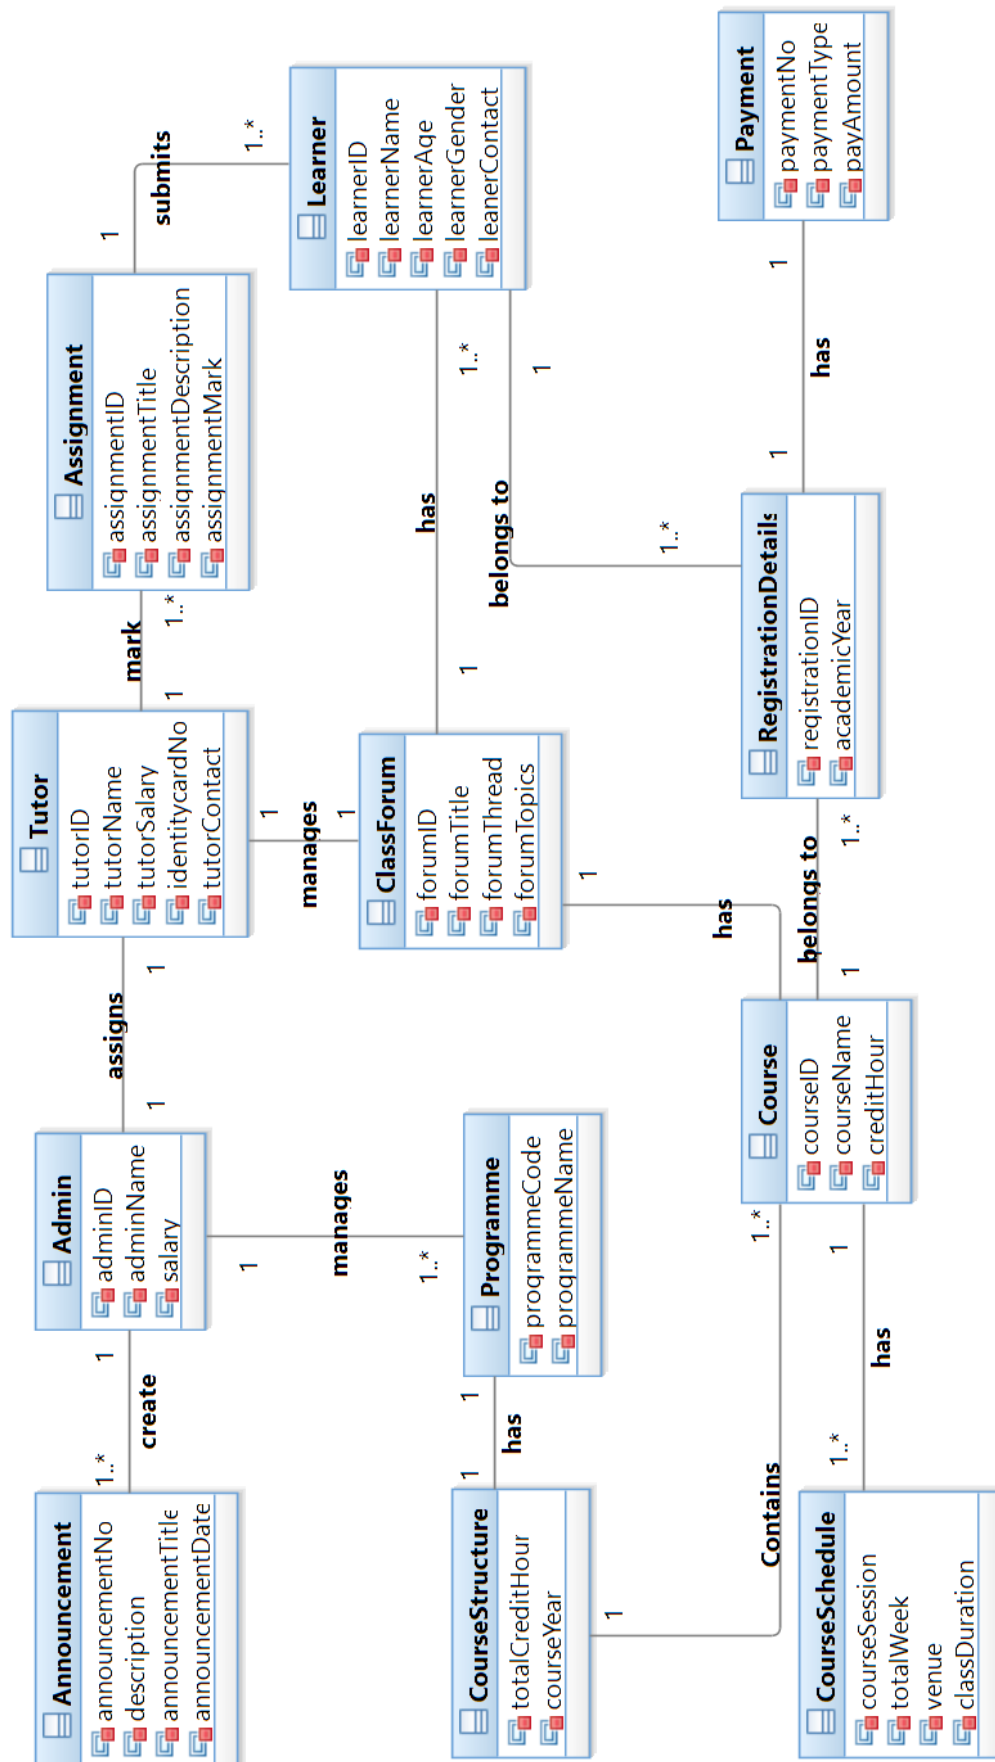 Announcement
announcementNo
description
announcementTitle
announcementDate
1..*
create
1
Admin
adminID
adminName
salary
1
assigns
1
Tutor
tutorID
tutorName
tutorSalary
identitycardNo
tutorContact
1
mark
1..*
Assignment
assignmentID
assignmentTitle
assignmentDescription
assignmentMark
1
submits
1..*
1
manages
1..*
1
manages
1
Learner
learnerID
learnerName
learnerAge
learnerGender
leanerContact
CourseStructure
totalCreditHour
courseYear
1
has
1
Programme
programmeCode
programmeName
ClassForum
forumID
forumTitle
forumThread
forumTopics
1
has
1..*
1
belongs to
1..*
1
has
1
Contains
1..*
Course
courseID
courseName
creditHour
1
belongs to
1..*
RegistrationDetails
registrationID
academicYear
1
has
1
Payment
paymentNo
paymentType
payAmount
CourseSchedule
courseSession
totalWeek
venue
classDuration
1..*
has
1